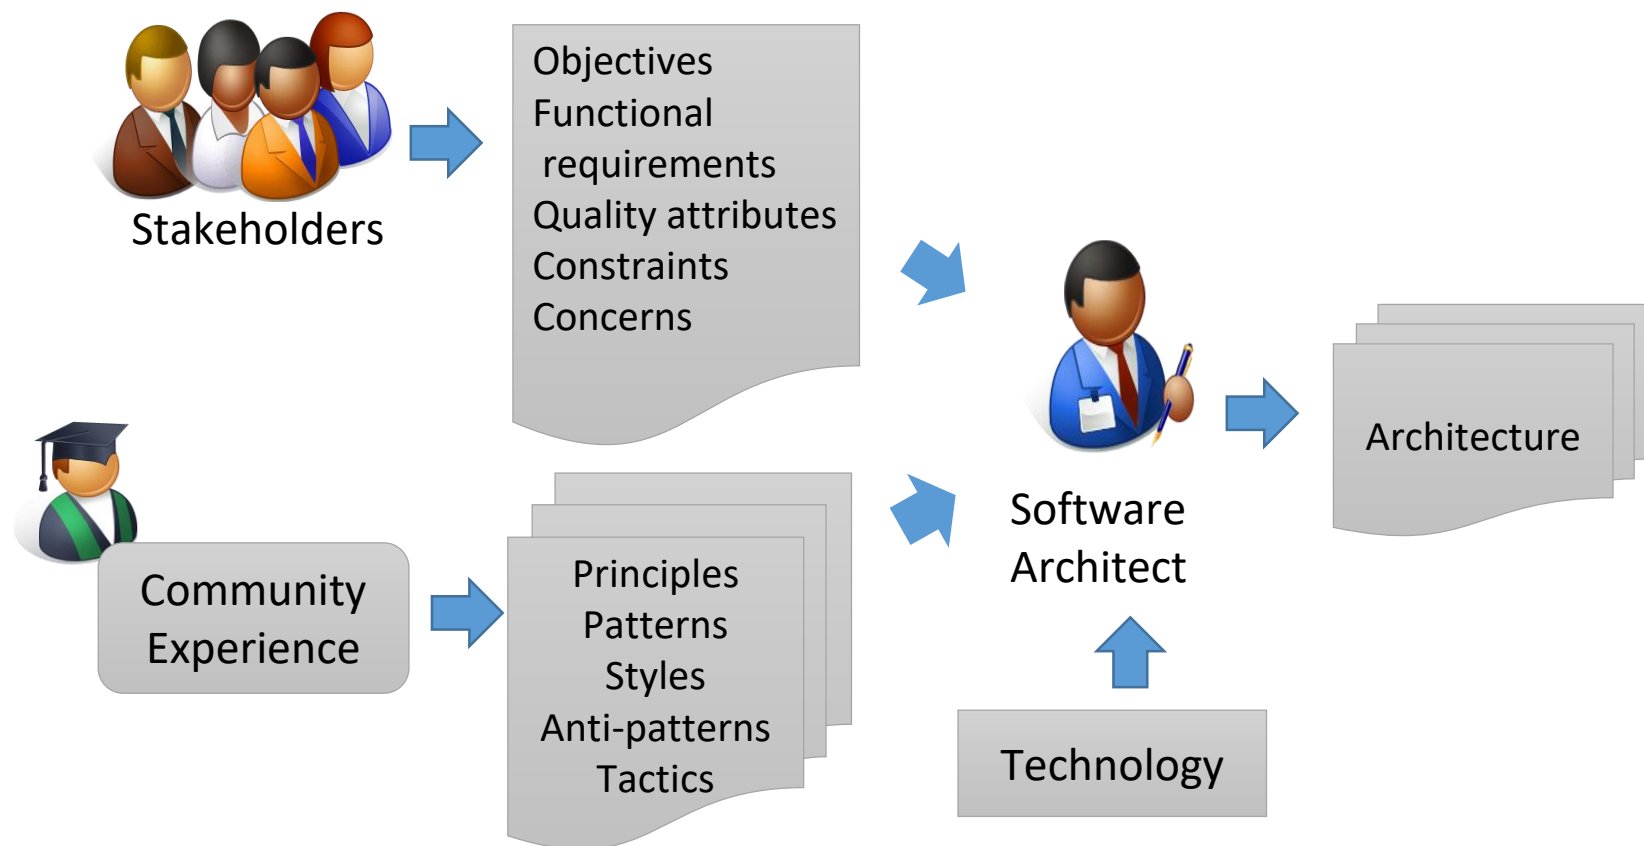 Stakeholders
Objectives
Functional
requirements
Quality attributes
Constraints
Concerns
Community
Experience
Principles
Patterns
Styles
Anti-patterns
Tactics
Software
Architect
Technology
Architecture